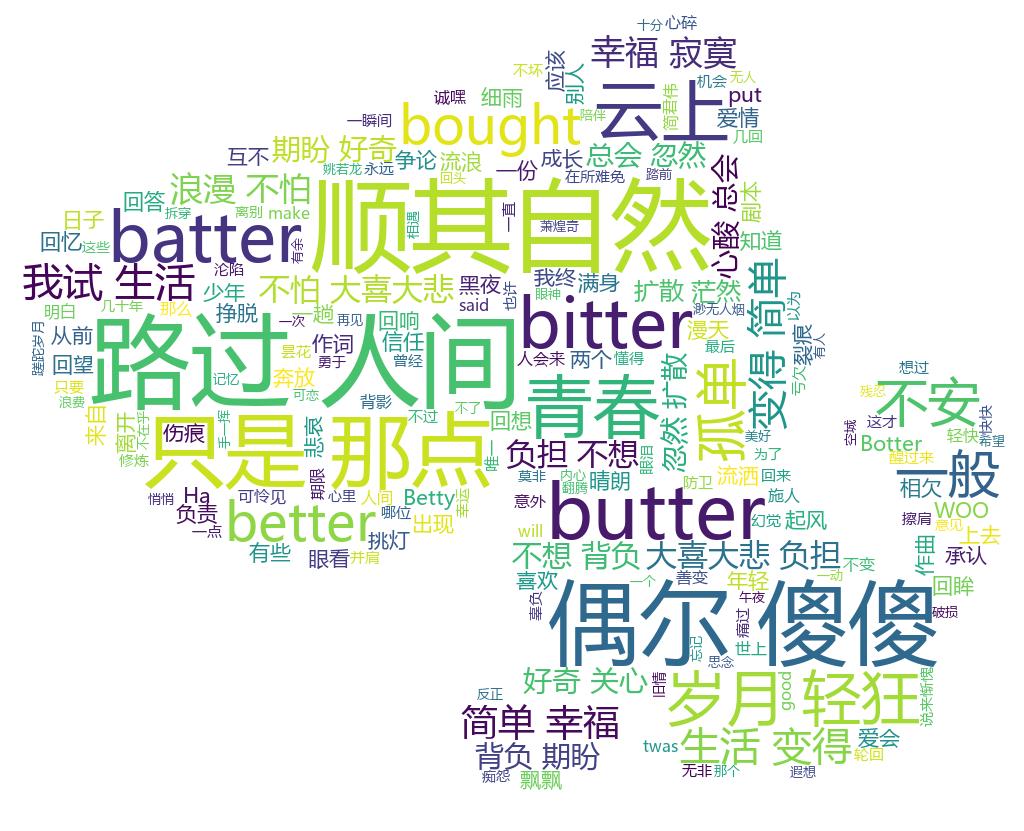 十分 心碎
幸福 寂寞
不坏 应该 别人 机会 无人
诚嘿 细雨 云上 简君伟 put
一瞬间 bought 陪伴 爱情
几回
互不 期盼 好奇 争论 流浪 成长 总会 忽然
姚若龙 永远 回头 一份 在所难免 踏前 心酸 总会
回答 浪漫 不怕 顺其自然 剧本
日子 拆穿 离别 make 相遇 一直 萧煌奇 知道
回忆 这些 batter 有余
我试 生活 沦陷 不怕 大喜大悲 黑夜 我终 满身 扩散 茫然 渺无人烟 以为
明白 几十年 少年 眼神
那么 挣脱 一趟 said 也许 变得 简单
蹉跎岁月 从前 路过 人间 一次 再见 回响 bitter 漫天 裂痕 有人
回望 昙花 作词 勇于 信任 曾经 人会来 两个 懂得 最后
只要 浪费 记忆 奔放 可恋 背影 青春 孤单 亏欠 想过
来自 离开 不在乎 手一挥 不过 不了 忽然 扩散 美好 残怨 不安
伤痕 只是 那点 悲哀 回想 唯一 负担 不想 眼泪 为了 空城 这才 轻快 希快快
修炼 莫非 内心 翻腾 流洒 回来 Botter 醒过来
悄悄 Ha 可怜见 期限 心里 人间 Betty 幸运 意外 晴朗 防卫 施人 相欠 一般
负责 一点 better 哪位 出现 will butter 幻觉 起风 擦肩 WOO 意见 上去
有些 眼看 并肩 挑灯 不想 背负 大喜大悲 负担 不变 作曲 承认
喜欢 一个 善变 年轻 一动 回眸
辜负 偶尔 傻傻 痛过 午夜 破损
忘记 思念 世上
好奇 关心 旧情 岁月 轻狂 good 说来惭愧
反正 简单 幸福
背负 期盼 twas 生活 变得 爱会
轮回
痴怨 飘飘 无非 那个 遐想